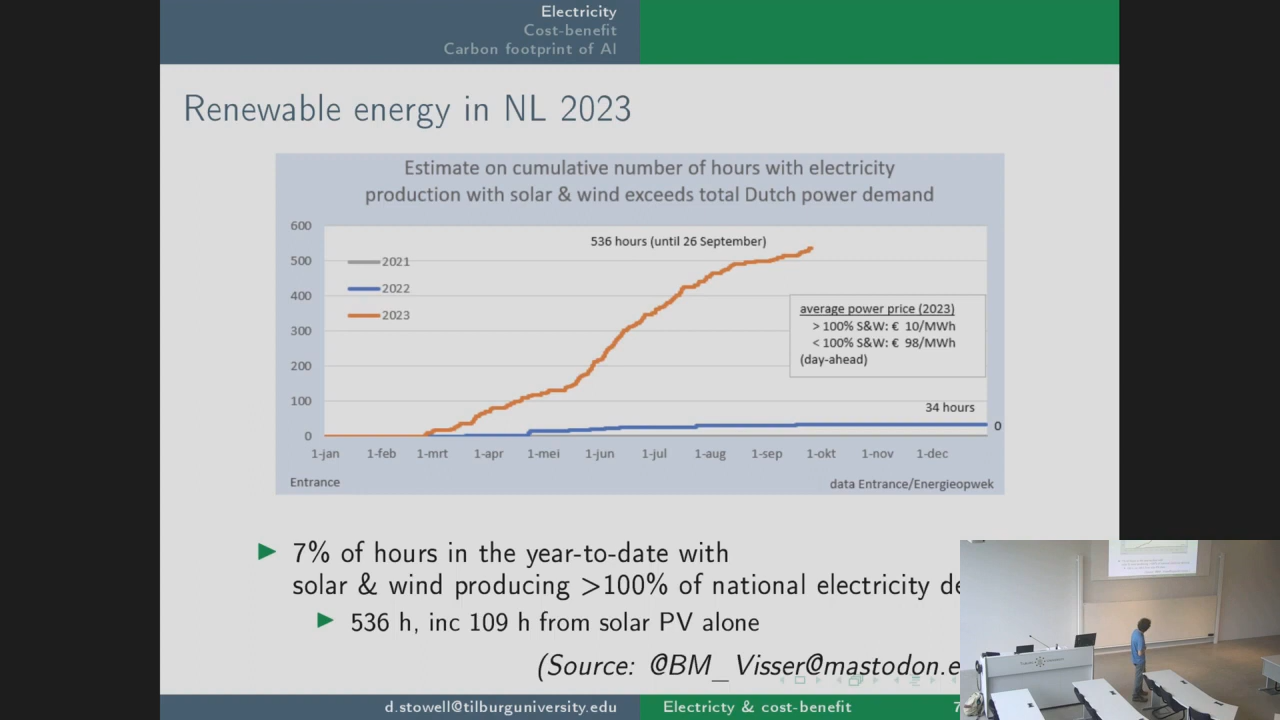 Electricity
Cost-benefit
Carbon footprint of AI
Renewable energy in NL 2023
Estimate on cumulative number of hours with electricity
production with solar & wind exceeds total Dutch power demand
600
500
400
300
200
100
0
536 hours (until 26 September)
2021
2022
2023
average power price (2023)
> 100% S&W: € 10/MWh
< 100% S&W: € 98/MWh
(day-ahead)
34 hours
0
1-jan 1-feb 1-mrt 1-apr 1-mei 1-jun 1-jul 1-aug 1-sep 1-okt 1-nov 1-dec
Entrance
data Entrance/Energieopwek
7% of hours in the year-to-date with
solar & wind producing >100% of national electricity de
536 h, inc 109 h from solar PV alone
(Source: @BM_Visser@mastodon.e
d.stowell@tilburguniversity.edu
Electricty & cost-benefit
7